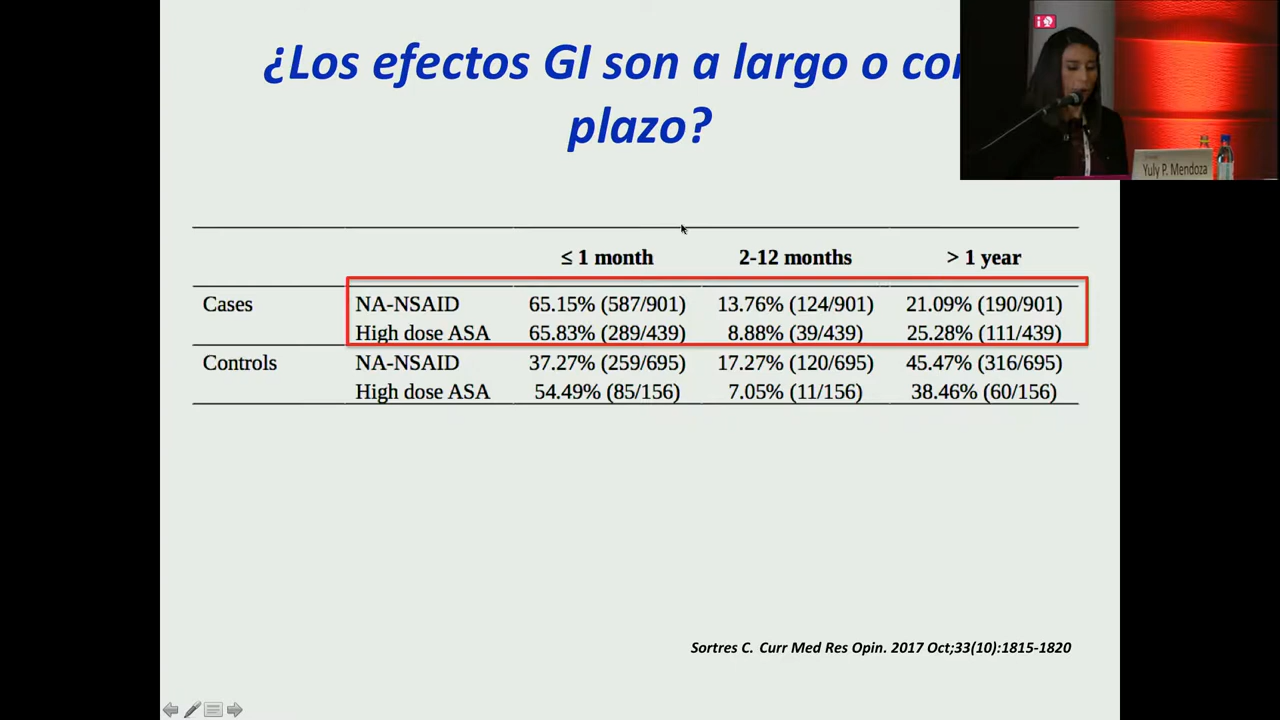 ¿Los efectos GI son a largo o
plazo?
≤ 1 month 2-12 months > 1 year
Cases NA-NSAID 65.15% (587/901) 13.76% (124/901) 21.09% (190/901)
High dose ASA 65.83% (289/439) 8.88% (39/439) 25.28% (111/439)
Controls NA-NSAID 37.27% (259/695) 17.27% (120/695) 45.47% (316/695)
High dose ASA 54.49% (85/156) 7.05% (11/156) 38.46% (60/156)
Sortres C. Curr Med Res Opin. 2017 Oct;33(10):1815-1820
Yuly P. Mendoza